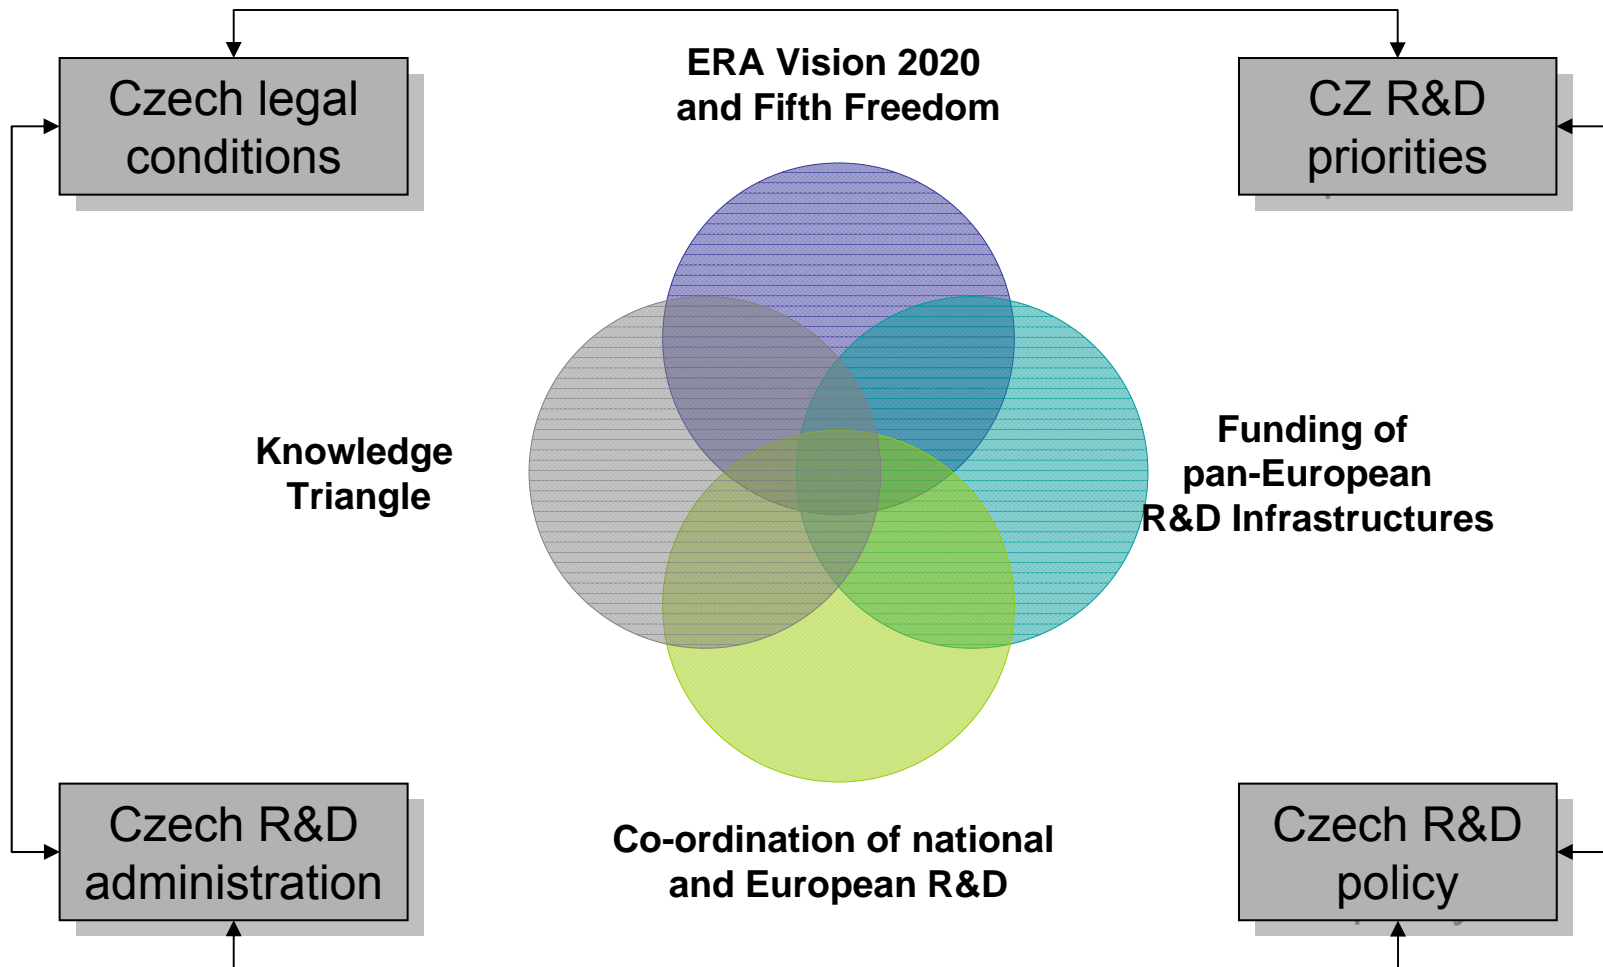 ERA Vision 2020
and Fifth Freedom
Czech legal
conditions
CZ R&D
priorities
Knowledge
Triangle
Funding of
pan-European
R&D Infrastructures
Czech R&D
administration
Co-ordination of national
and European R&D
Czech R&D
policy